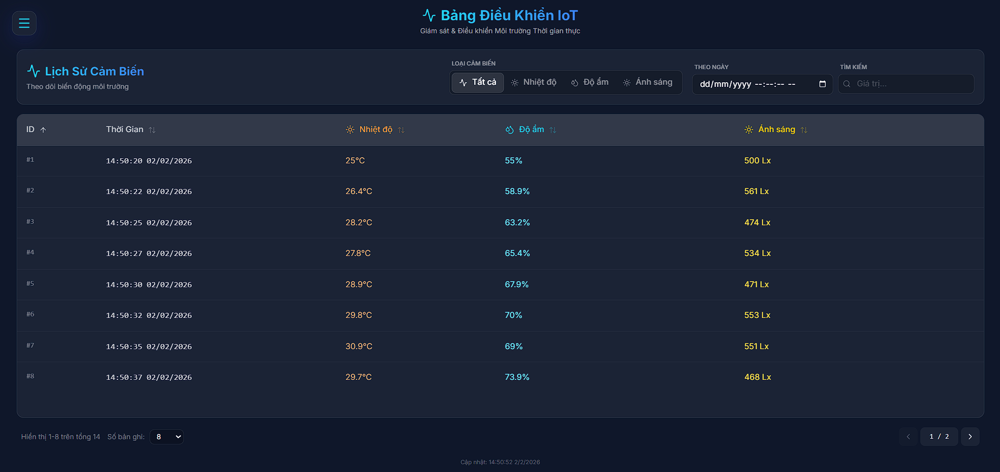 Bảng Điều Khiển IoT
Giám sát & Điều khiển Môi trường Thời gian thực
Lịch Sử Cảm Biến
Theo dõi biến động môi trường
LOẠI CẢM BIẾN
Tất cả Nhiệt độ Độ ẩm Ánh sáng
THEO NGÀY
dd/mm/yyyy --:--:-- --
TÌM KIẾM
Giá trị...
ID Thời Gian Nhiệt độ Độ ẩm Ánh sáng
#1 14:50:20 02/02/2026 25°C 55% 500 Lx
#2 14:50:22 02/02/2026 26.4°C 58.9% 561 Lx
#3 14:50:25 02/02/2026 28.2°C 63.2% 474 Lx
#4 14:50:27 02/02/2026 27.8°C 65.4% 534 Lx
#5 14:50:30 02/02/2026 28.9°C 67.9% 471 Lx
#6 14:50:32 02/02/2026 29.8°C 70% 553 Lx
#7 14:50:35 02/02/2026 30.9°C 69% 551 Lx
#8 14:50:37 02/02/2026 29.7°C 73.9% 468 Lx
Hiển thị 1-8 trên tổng 14 Số bản ghi: 8 1 / 2
Cập nhật: 14:50:52 2/2/2026